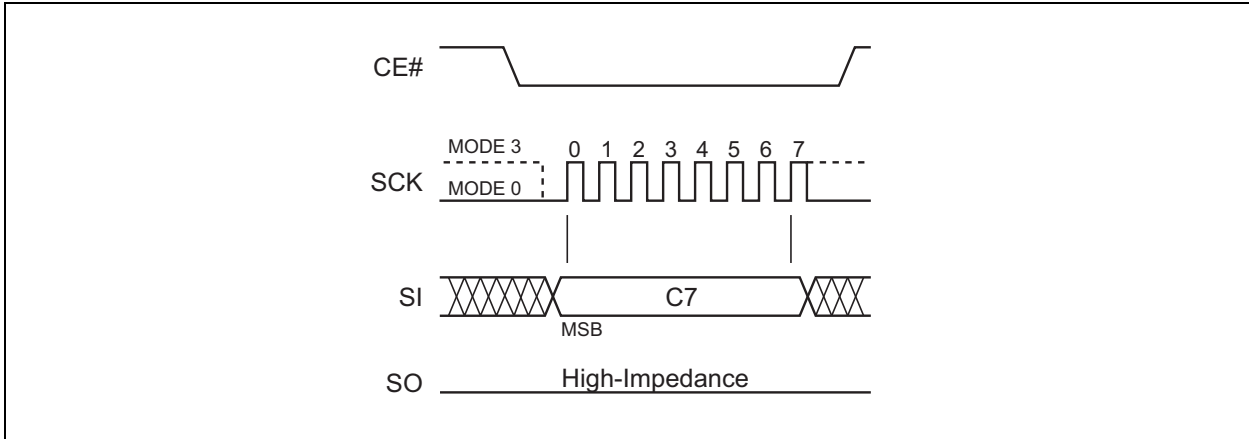 CE#
MODE 3
0 1 2 3 4 5 6 7
SCK
MODE 0
SI
C7
MSB
SO
High-Impedance